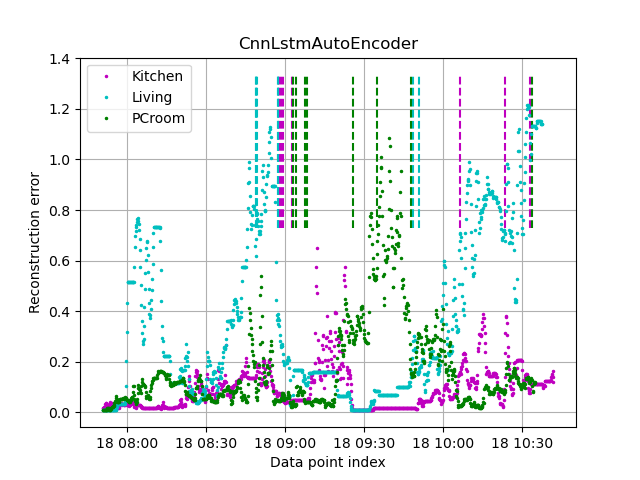 CnnLstmAutoEncoder
Kitchen
Living
PCroom
Reconstruction error
1.4
1.2
1.0
0.8
0.6
0.4
0.2
0.0
18 08:00 18 08:30 18 09:00 18 09:30 18 10:00 18 10:30
Data point index